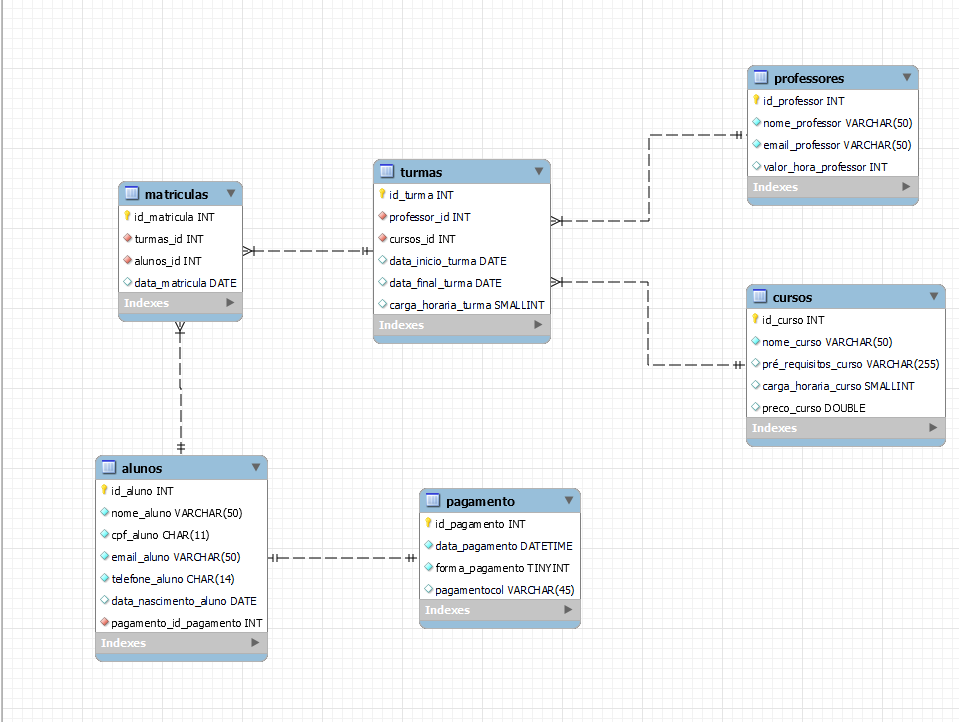 professores
id_professor INT
nome_professor VARCHAR(50)
email_professor VARCHAR(50)
valor_hora_professor INT
Indexes
turmas
id_turma INT
professor_id INT
cursos_id INT
data_inicio_turma DATE
data_final_turma DATE
carga_horaria_turma SMALLINT
Indexes
matriculas
id_matricula INT
turmas_id INT
alunos_id INT
data_matricula DATE
Indexes
cursos
id_curso INT
nome_curso VARCHAR(50)
pré_requisitos_curso VARCHAR(255)
carga_horaria_curso SMALLINT
preco_curso DOUBLE
Indexes
alunos
id_aluno INT
nome_aluno VARCHAR(50)
cpf_aluno CHAR(11)
email_aluno VARCHAR(50)
telefone_aluno CHAR(14)
data_nascimento_aluno DATE
pagamento_id_pagamento INT
Indexes
pagamento
id_pagamento INT
data_pagamento DATETIME
forma_pagamento TINYINT
pagamentocol VARCHAR(45)
Indexes